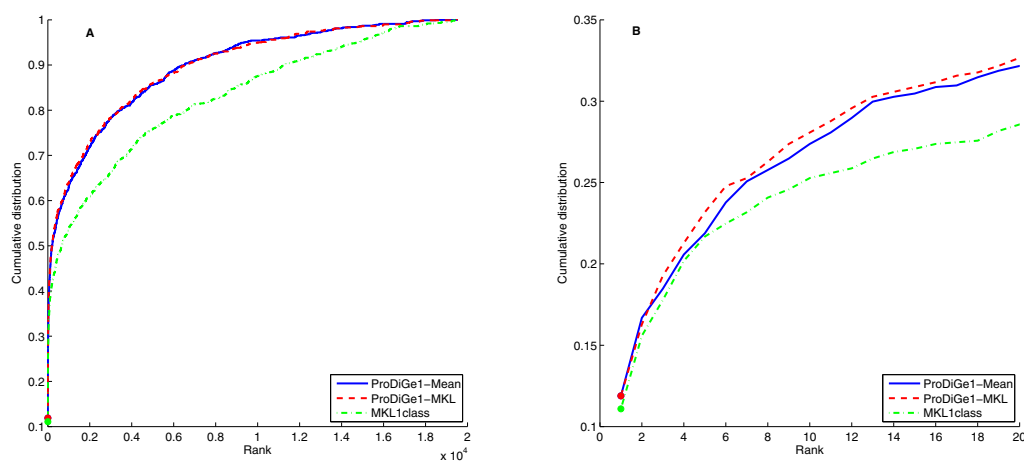 A
1
0.9
0.8
0.7
0.6
0.5
0.4
0.3
0.2
0.1
Cumulative distribution
0 0.2 0.4 0.6 0.8 1 1.2 1.4 1.6 1.8 2
x 10^4
Rank
ProDiGe1−Mean
ProDiGe1−MKL
MKL1class
B
0.35
0.3
0.25
0.2
0.15
0.1
Cumulative distribution
0 2 4 6 8 10 12 14 16 18 20
Rank
ProDiGe1−Mean
ProDiGe1−MKL
MKL1class